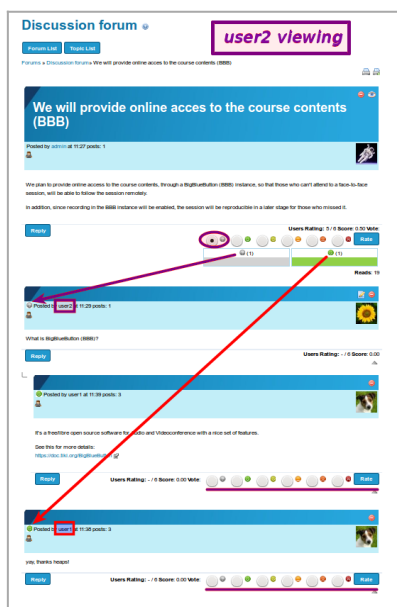 Discussion forum
user2 viewing
Forum List Topic List
Forums » Discussion forum» We will provide online acces to the course contents (BBB)
We will provide online acces to the course contents
(BBB)
Posted by admin at 11:27 posts: 1
We plan to provide online access to the course contents, through a BigBlueButton (BBB) instance, so that those who can't attend to a face-to-face
session, will be able to follow the session remotely.
In addition, since recording in the BBB instance will be enabled, the session will be reproducible in a later stage for those who missed it.
Reply
Users Rating: 5 / 6 Score: 0.50 Vote:
Rate
(1) (1)
Reads: 19
Posted by user2 at 11:29 posts: 1
What is BigBlueButton (BBB)?
Reply
Users Rating: - / 6 Score: 0.00
Posted by user1 at 11:39 posts: 3
It's a free/libre open source software for Audio and Videoconference with a nice set of features.
See this for more details:
https://doc.tiki.org/BigBlueButton
Reply Users Rating: - / 6 Score: 0.00 Vote: Rate
Posted by user1 at 11:36 posts: 3
yay, thanks heaps!
Reply Users Rating: - / 6 Score: 0.00 Vote: Rate